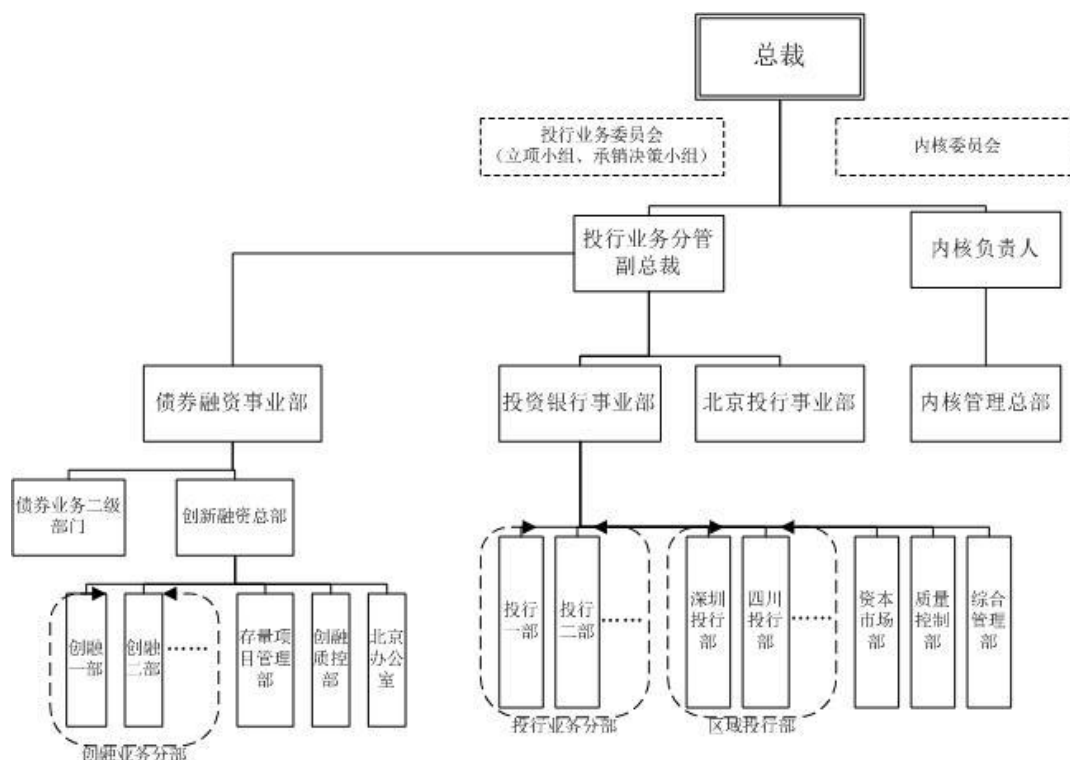 总裁
投行业务委员会
（立项小组、承销决策小组）
内核委员会
投行业务分管
副总裁
内核负责人
债券融资事业部
投资银行事业部
北京投行事业部
内核管理总部
债券业务二级
部门
创新融资总部
创融
一部
创融
二部
……
存量项
目管理
部
创融
质控
部
北京
办公
室
创融业务分部
投行
一部
投行
二部
……
投行业务分部
深圳
投行
部
四川
投行
部
……
区域投行部
资本
市场
部
质量
控制
部
综合
管理
部